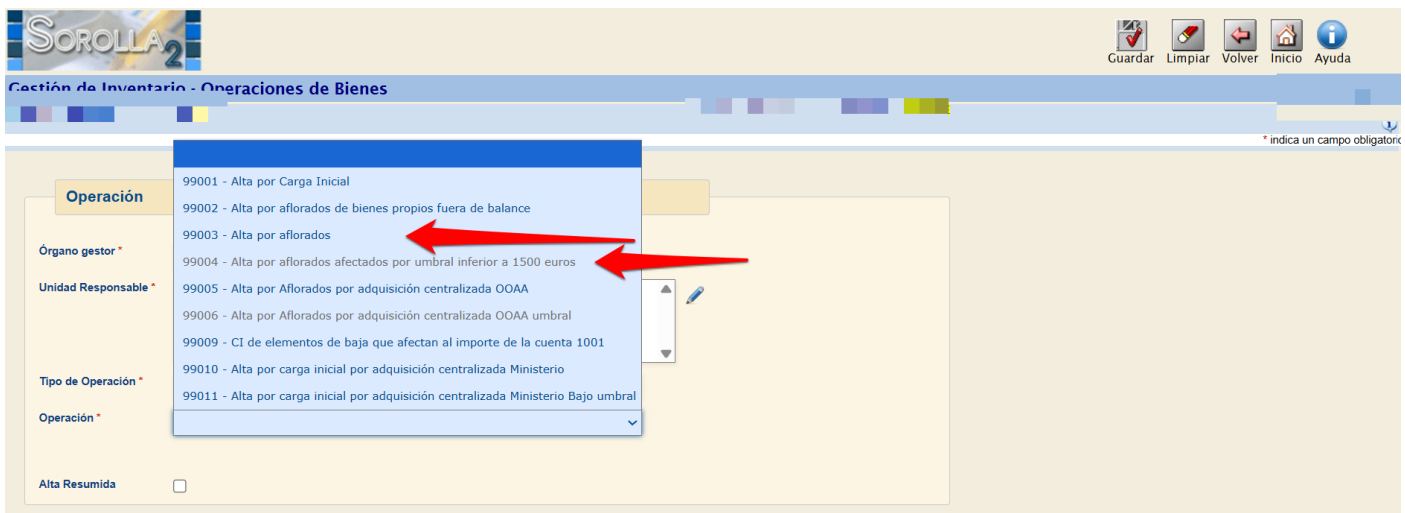 SOROLLA2
Guardar Limpiar Volver Inicio Ayuda
Gestión de Inventario - Operaciones de Bienes
* indica un campo obligatorio
Operación
99001 - Alta por Carga Inicial
99002 - Alta por aflorados de bienes propios fuera de balance
99003 - Alta por aflorados
Órgano gestor *
99004 - Alta por aflorados afectados por umbral inferior a 1500 euros
Unidad Responsable *
99005 - Alta por Aflorados por adquisición centralizada OOAA
99006 - Alta por Aflorados por adquisición centralizada OOAA umbral
99009 - CI de elementos de baja que afectan al importe de la cuenta 1001
99010 - Alta por carga inicial por adquisición centralizada Ministerio
Tipo de Operación *
99011 - Alta por carga inicial por adquisición centralizada Ministerio Bajo umbral
Operación *
Alta Resumida